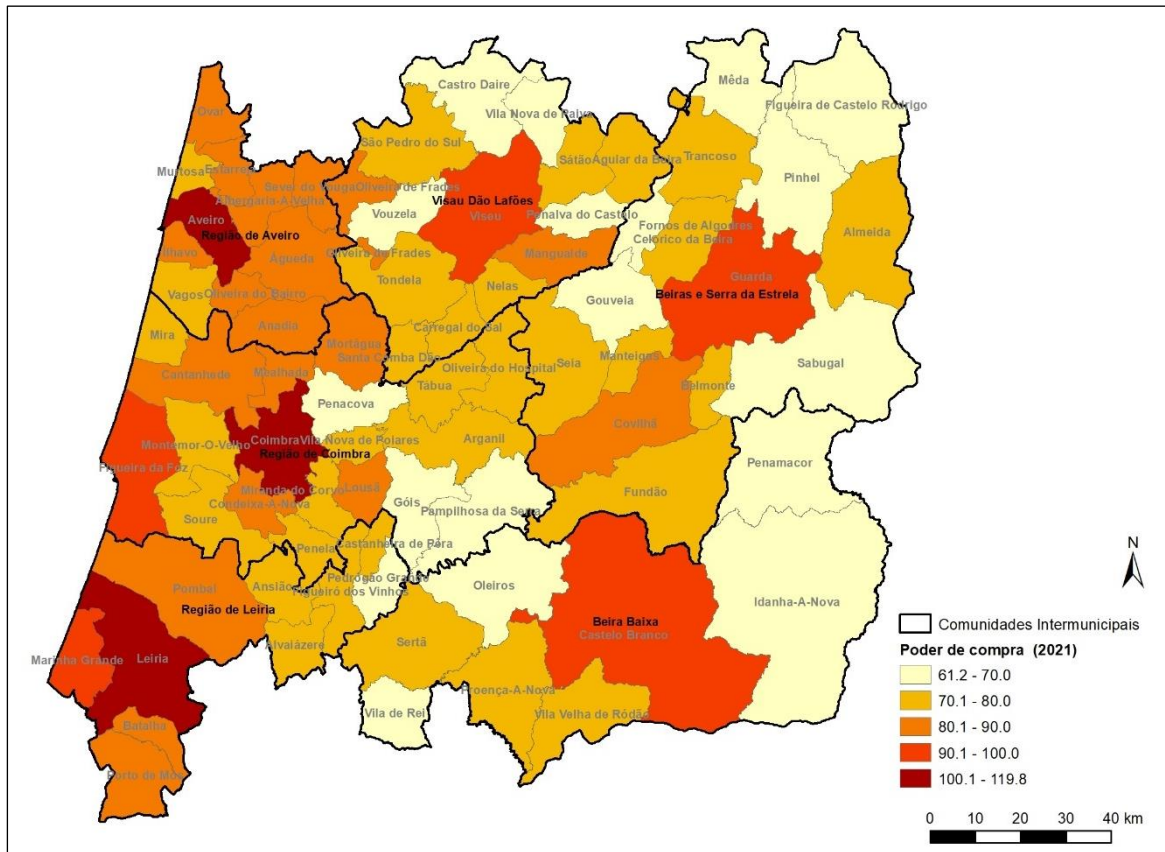 Castro Daire
Mêda
Vila Nova de Paiva
Figueira de Castelo Rodrigo
Ovar
São Pedro do Sul
Sátão
Aguiar da Beira
Trancoso
Murtosa
Estarreja
Pinhel
Sever do Vouga
Oliveira de Frades
Albergaria-A-Velha
Visau Dão Lafões
Vouzela
Viseu
Penalva do Castelo
Aveiro
Fornos de Algodres
Almeida
Região de Aveiro
Celorico da Beira
Ílhavo
Oliveira de Frades
Mangualde
Águeda
Guarda
Tondela
Nelas
Vagos
Oliveira do Bairro
Gouveia
Beiras e Serra da Estrela
Anadia
Carregal do Sal
Mira
Mortágua
Santa Comba Dão
Seia
Manteigas
Sabugal
Cantanhede
Mealhada
Oliveira do Hospital
Tábua
Belmonte
Penacova
Covilhã
Montemor-O-Velho
Coimbra
Vila Nova de Poiares
Arganil
Região de Coimbra
Figueira da Foz
Penamacor
Miranda do Corvo
Lousã
Fundão
Condeixa-A-Nova
Góis
Pampilhosa da Serra
Soure
Castanheira de Pêra
Penela
Pombal
Ansião
Pedrógão Grande
Oleiros
Figueiró dos Vinhos
Idanha-A-Nova
Região de Leiria
Beira Baixa
Castelo Branco
Alvaiázere
Sertã
Marinha Grande
Leiria
Proença-A-Nova
Vila de Rei
Vila Velha de Ródão
Batalha
Porto de Mós
N
Comunidades Intermunicipais
Poder de compra (2021)
61.2 - 70.0
70.1 - 80.0
80.1 - 90.0
90.1 - 100.0
100.1 - 119.8
0 10 20 30 40 km